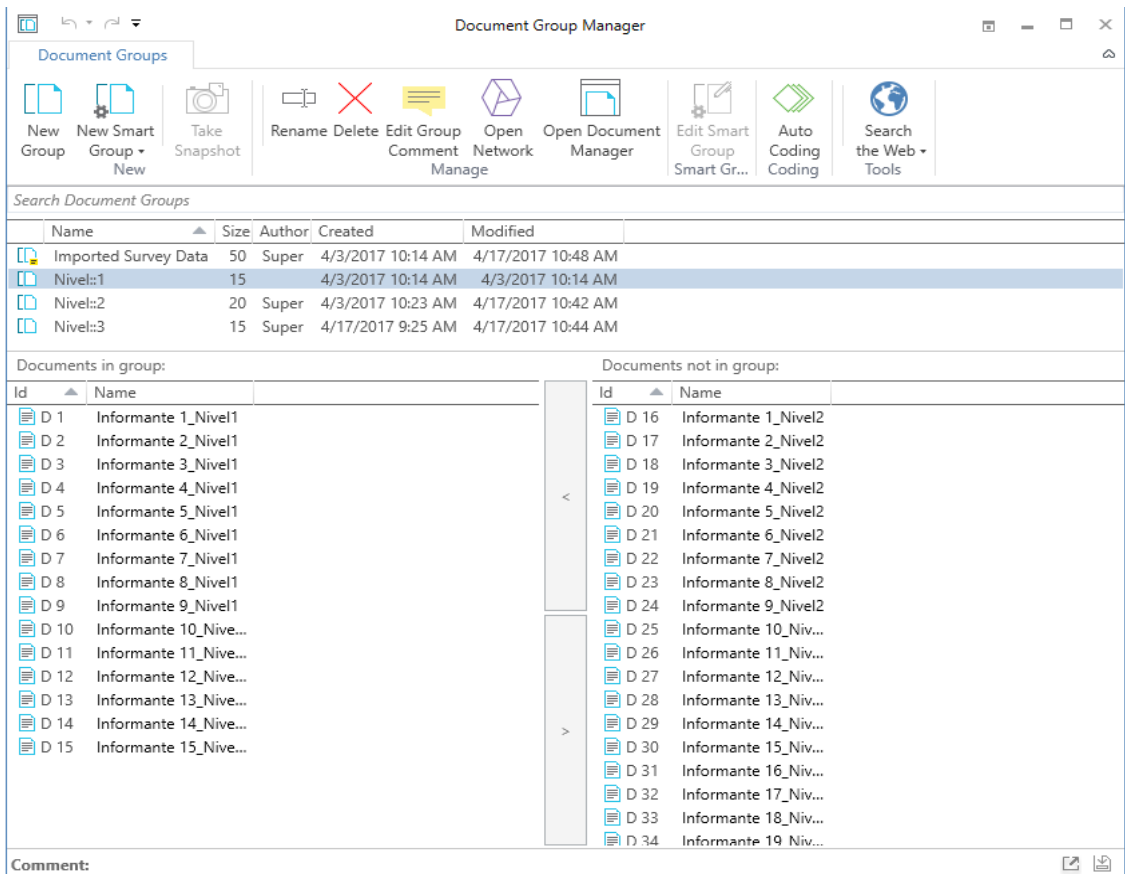 Document Group Manager
Document Groups
New Group
New Smart Group
Take Snapshot
Rename
Delete
Edit Group Comment
Open Network
Open Document Manager
Edit Smart Group
Auto Coding
Search the Web
New
Manage
Smart Gr...
Coding
Tools
Search Document Groups
Name Size Author Created Modified
Imported Survey Data 50 Super 4/3/2017 10:14 AM 4/17/2017 10:48 AM
Nivel::1 15 4/3/2017 10:14 AM 4/3/2017 10:14 AM
Nivel::2 20 Super 4/3/2017 10:23 AM 4/17/2017 10:42 AM
Nivel::3 15 Super 4/17/2017 9:25 AM 4/17/2017 10:44 AM
Documents in group:
Id Name
D 1 Informante 1_Nivel1
D 2 Informante 2_Nivel1
D 3 Informante 3_Nivel1
D 4 Informante 4_Nivel1
D 5 Informante 5_Nivel1
D 6 Informante 6_Nivel1
D 7 Informante 7_Nivel1
D 8 Informante 8_Nivel1
D 9 Informante 9_Nivel1
D 10 Informante 10_Nive...
D 11 Informante 11_Nive...
D 12 Informante 12_Nive...
D 13 Informante 13_Nive...
D 14 Informante 14_Nive...
D 15 Informante 15_Nive...
<
>
Documents not in group:
Id Name
D 16 Informante 1_Nivel2
D 17 Informante 2_Nivel2
D 18 Informante 3_Nivel2
D 19 Informante 4_Nivel2
D 20 Informante 5_Nivel2
D 21 Informante 6_Nivel2
D 22 Informante 7_Nivel2
D 23 Informante 8_Nivel2
D 24 Informante 9_Nivel2
D 25 Informante 10_Niv...
D 26 Informante 11_Niv...
D 27 Informante 12_Niv...
D 28 Informante 13_Niv...
D 29 Informante 14_Niv...
D 30 Informante 15_Niv...
D 31 Informante 16_Niv...
D 32 Informante 17_Niv...
D 33 Informante 18_Niv...
D 34 Informante 19_Niv...
Comment: